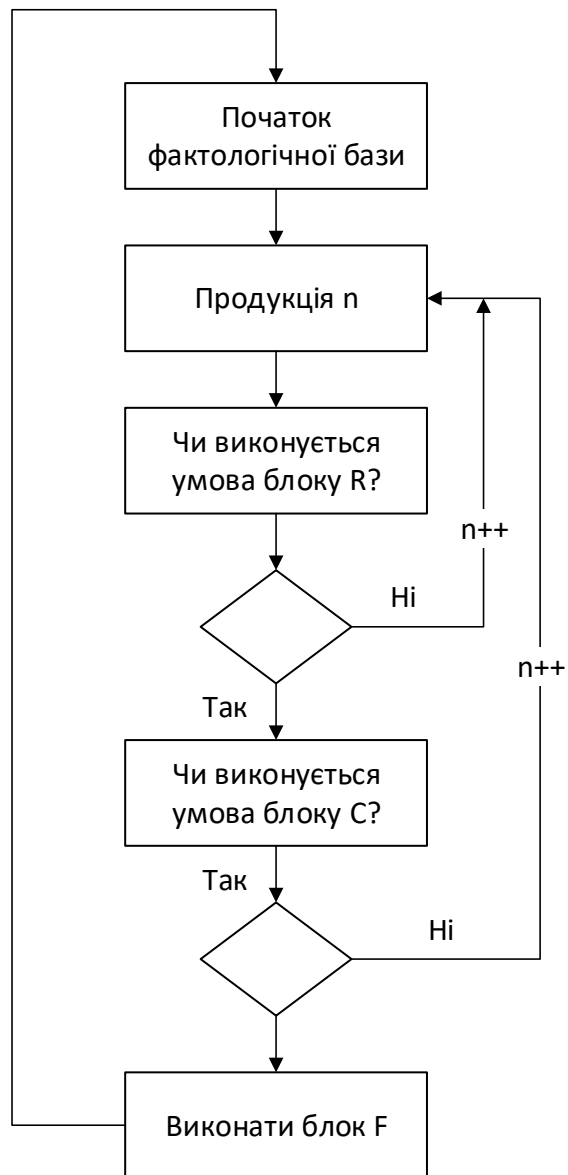 Початок
фактологічної бази
Продукція n
Чи виконується
умова блоку R?
n++
Ні
n++
Так
Чи виконується
умова блоку C?
Так
Ні
Виконати блок F